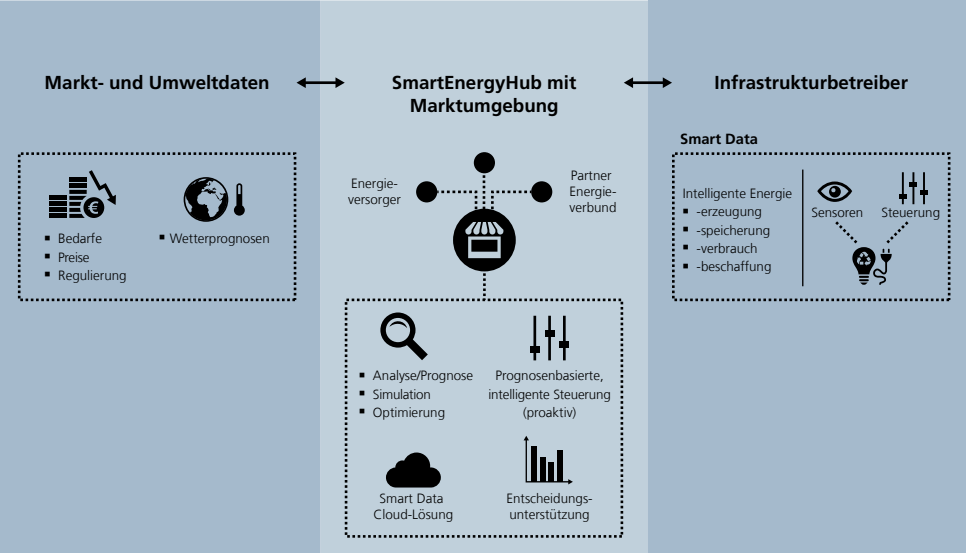 Markt- und Umweltdaten
SmartEnergyHub mit
Marktumgebung
Infrastrukturbetreiber
€
▪ Bedarfe
▪ Preise
▪ Regulierung
▪ Wetterprognosen
Energie-
versorger
Partner
Energie-
verbund
▪ Analyse/Prognose
▪ Simulation
▪ Optimierung
Prognosenbasierte,
intelligente Steuerung
(proaktiv)
Smart Data
Cloud-Lösung
Entscheidungs-
unterstützung
Smart Data
Intelligente Energie
▪ -erzeugung
▪ -speicherung
▪ -verbrauch
▪ -beschaffung
Sensoren
Steuerung